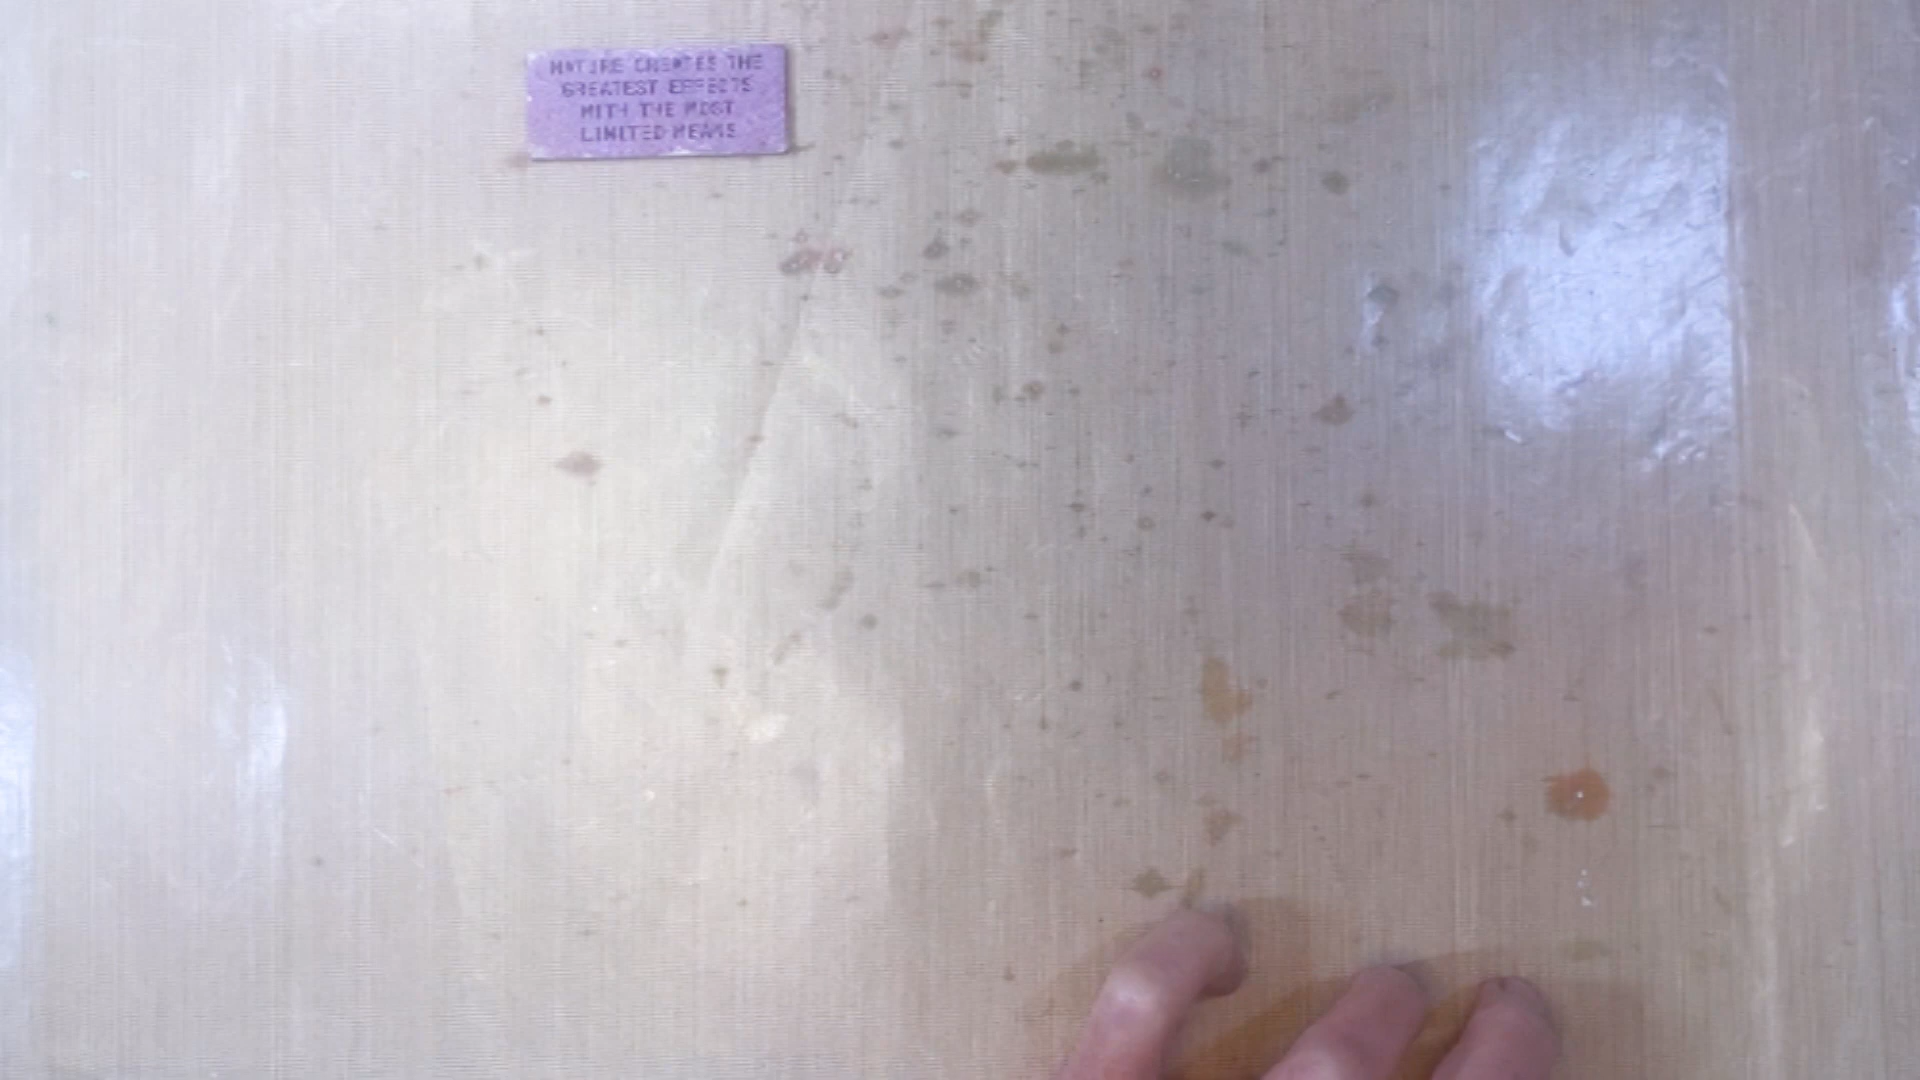 NATURE CREATES THE
GREATEST EFFECTS
WITH THE MOST
LIMITED MEANS